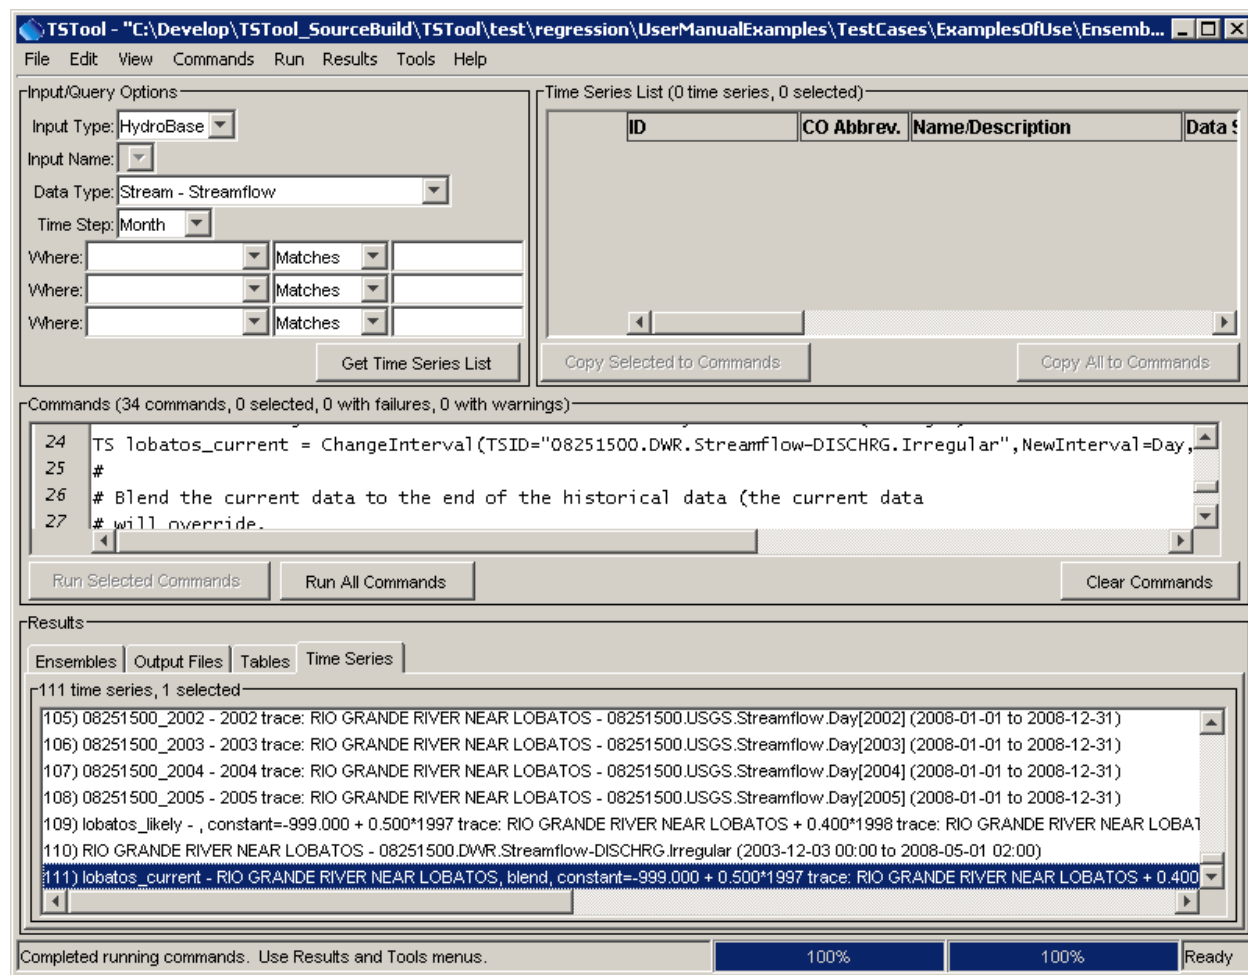 TSTool - "C:\Develop\TSTool_SourceBuild\TSTool\test\regression\UserManualExamples\TestCases\ExamplesOfUse\Ensemb...
File Edit View Commands Run Results Tools Help
Input/Query Options
Input Type: HydroBase
Input Name:
Data Type: Stream - Streamflow
Time Step: Month
Where: Matches
Where: Matches
Where: Matches
Get Time Series List
Time Series List (0 time series, 0 selected)
ID CO Abbrev. Name/Description Data S
Copy Selected to Commands Copy All to Commands
Commands (34 commands, 0 selected, 0 with failures, 0 with warnings)
24 TS lobatos_current = ChangeInterval(TSID="08251500.DWR.Streamflow-DISCHRG.Irregular",NewInterval=Day,
25 #
26 # Blend the current data to the end of the historical data (the current data
27 # will override.
Run Selected Commands Run All Commands Clear Commands
Results
Ensembles Output Files Tables Time Series
111 time series, 1 selected
105) 08251500_2002 - 2002 trace: RIO GRANDE RIVER NEAR LOBATOS - 08251500.USGS.Streamflow.Day[2002] (2008-01-01 to 2008-12-31)
106) 08251500_2003 - 2003 trace: RIO GRANDE RIVER NEAR LOBATOS - 08251500.USGS.Streamflow.Day[2003] (2008-01-01 to 2008-12-31)
107) 08251500_2004 - 2004 trace: RIO GRANDE RIVER NEAR LOBATOS - 08251500.USGS.Streamflow.Day[2004] (2008-01-01 to 2008-12-31)
108) 08251500_2005 - 2005 trace: RIO GRANDE RIVER NEAR LOBATOS - 08251500.USGS.Streamflow.Day[2005] (2008-01-01 to 2008-12-31)
109) lobatos_likely - , constant=-999.000 + 0.500*1997 trace: RIO GRANDE RIVER NEAR LOBATOS + 0.400*1998 trace: RIO GRANDE RIVER NEAR LOBAT
110) RIO GRANDE RIVER NEAR LOBATOS - 08251500.DWR.Streamflow-DISCHRG.Irregular (2003-12-03 00:00 to 2008-05-01 02:00)
111) lobatos_current - RIO GRANDE RIVER NEAR LOBATOS, blend, constant=-999.000 + 0.500*1997 trace: RIO GRANDE RIVER NEAR LOBATOS + 0.400
Completed running commands. Use Results and Tools menus. 100% 100% Ready